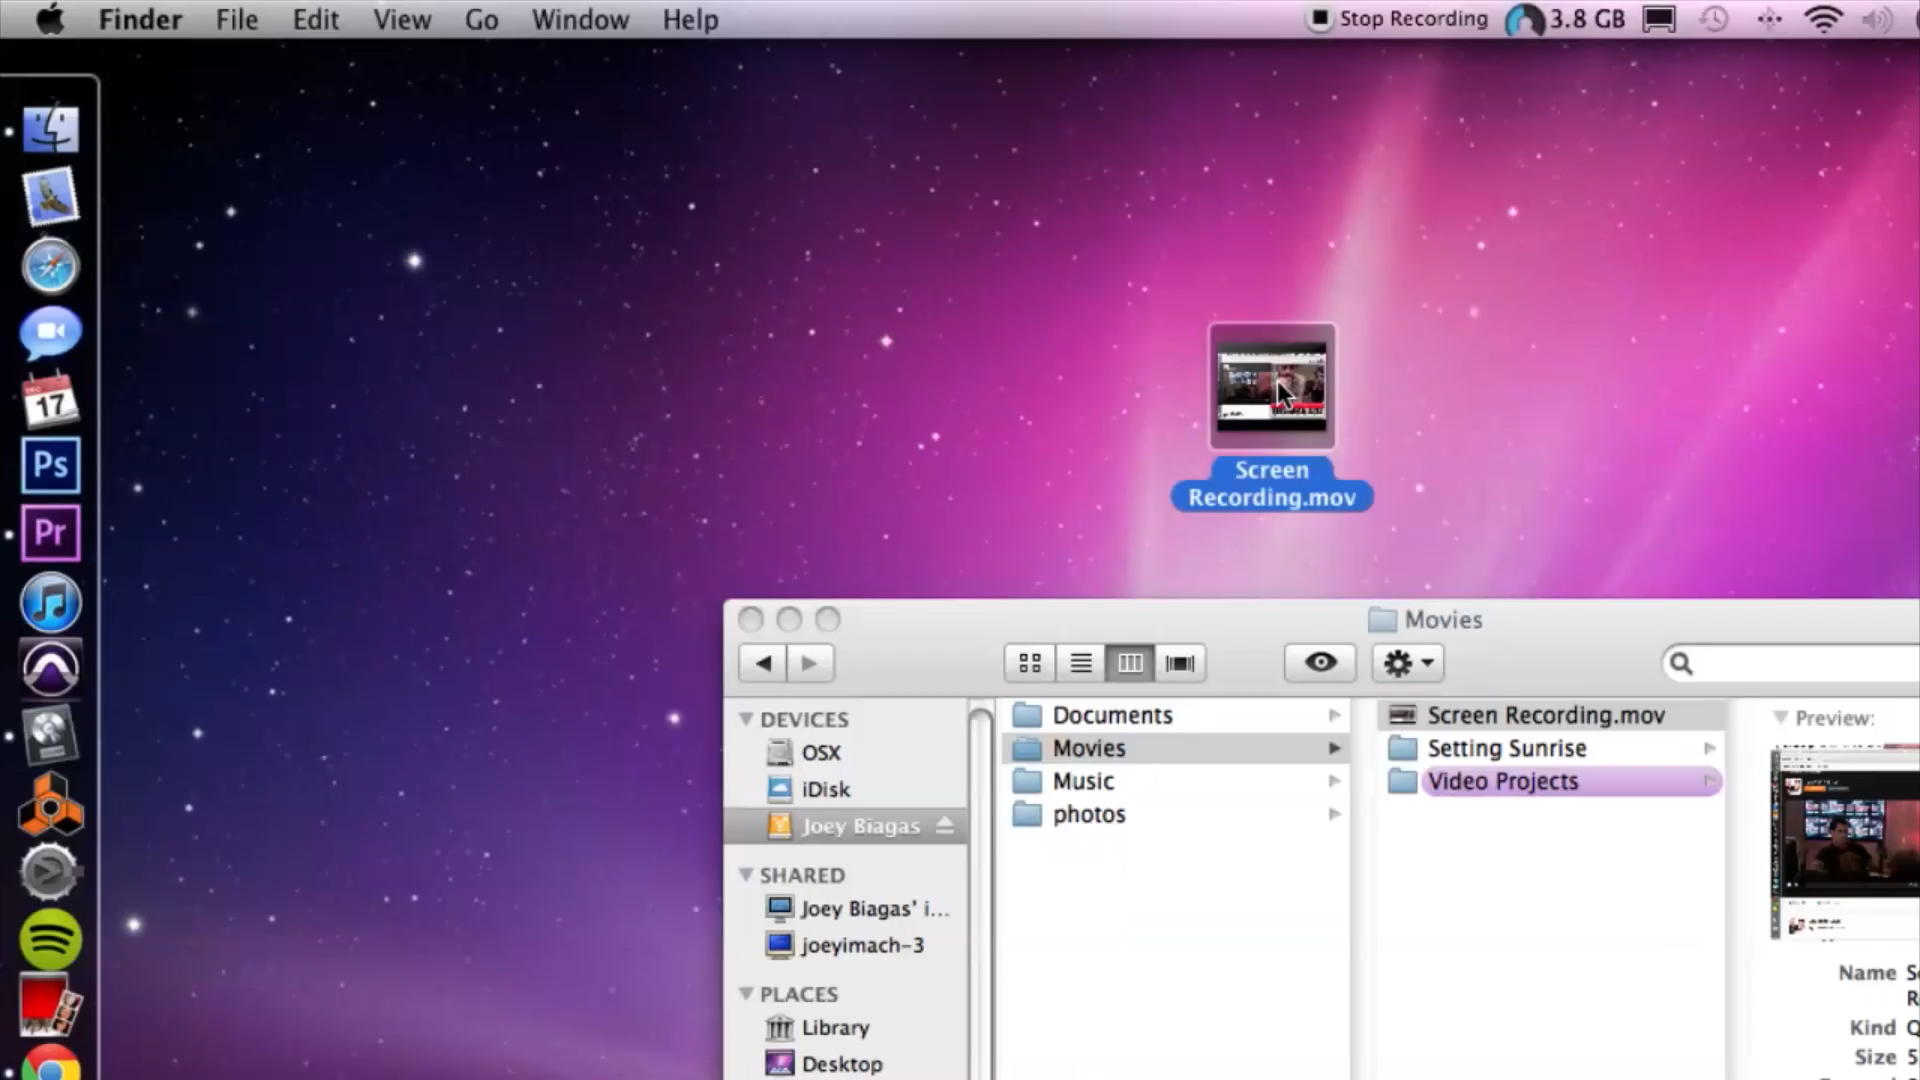 Finder File Edit View Go Window Help Stop Recording 3.8 GB
17
Ps
Pr
Screen
Recording.mov
Movies
DEVICES
OSX
iDisk
Joey Biagas
SHARED
Joey Biagas' i...
joeyimach-3
PLACES
Library
Desktop
Documents
Movies
Music
photos
Screen Recording.mov
Setting Sunrise
Video Projects
Preview:
Name
Kind
Size